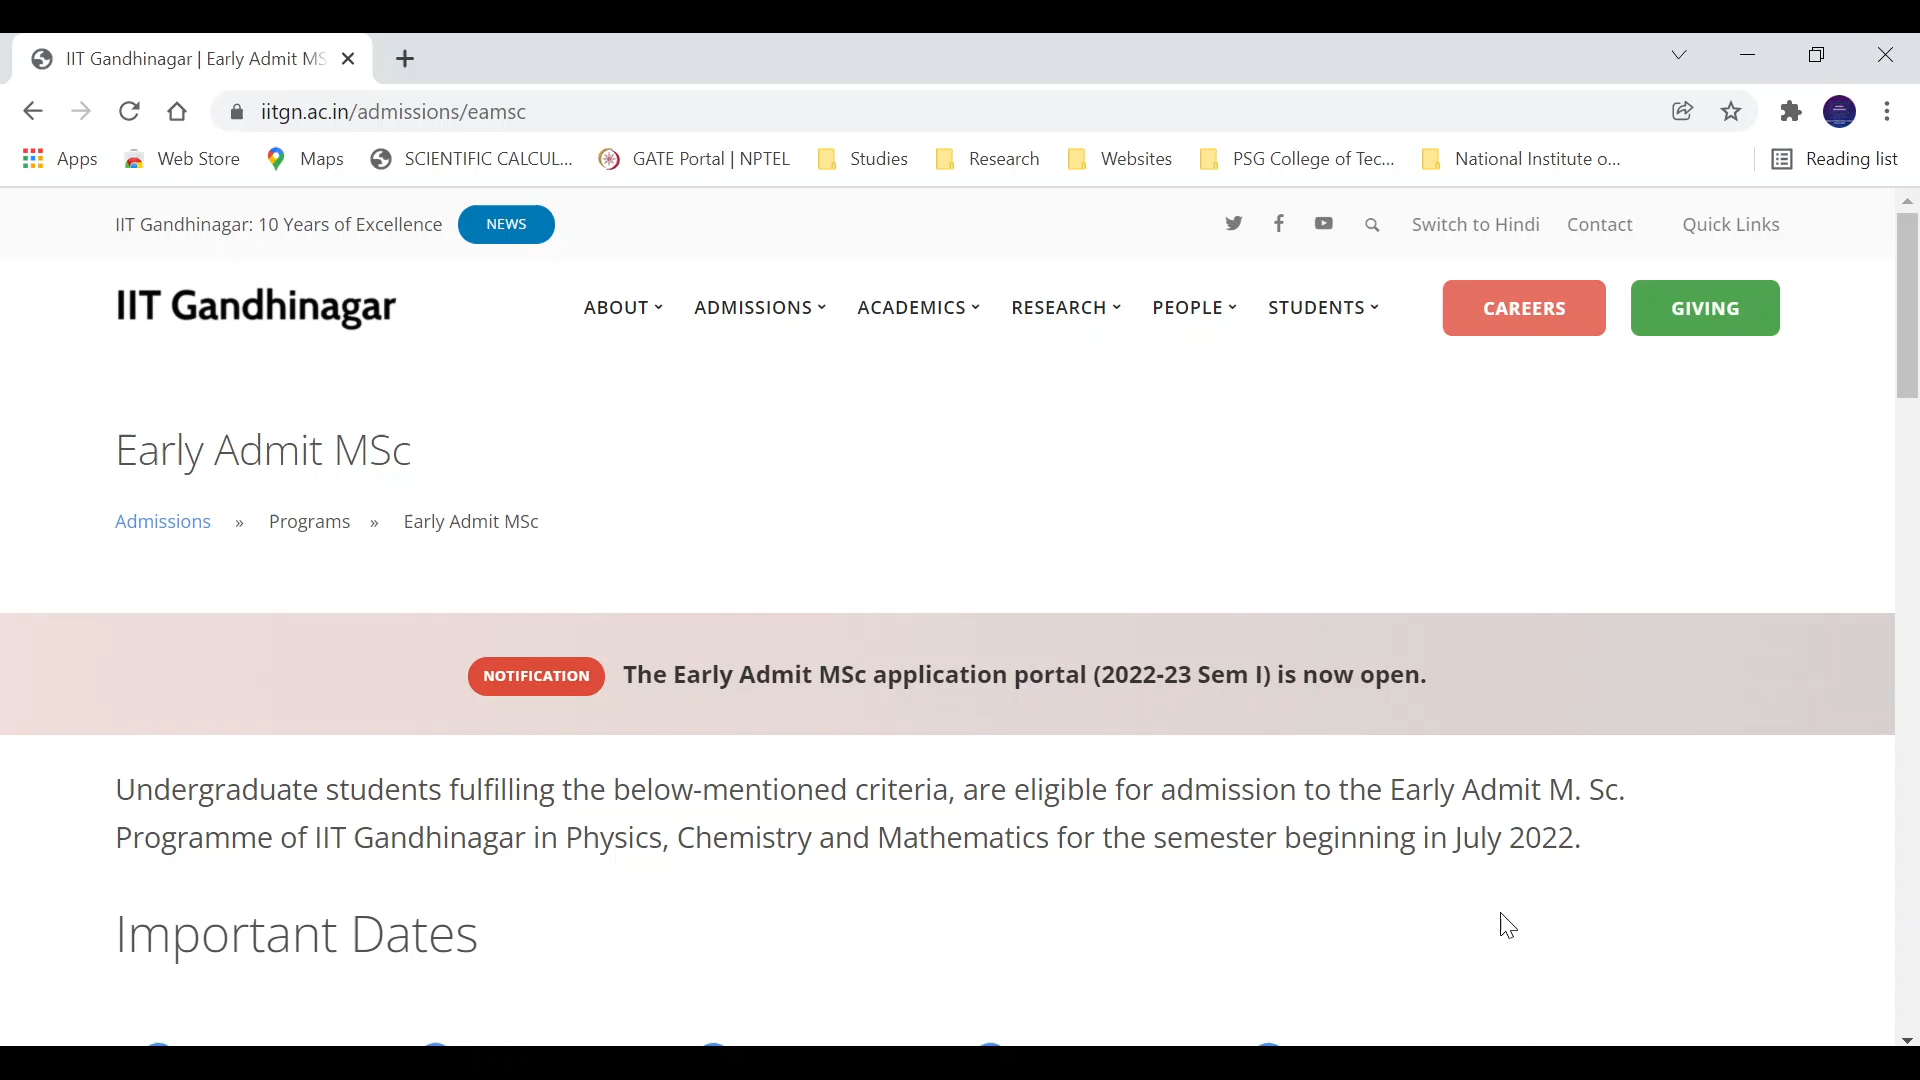 IIT Gandhinagar | Early Admit MS
iitgn.ac.in/admissions/eamsc
Apps Web Store Maps SCIENTIFIC CALCUL... GATE Portal | NPTEL Studies Research Websites PSG College of Tec... National Institute o... Reading list
IIT Gandhinagar: 10 Years of Excellence NEWS Switch to Hindi Contact Quick Links
IIT Gandhinagar ABOUT ADMISSIONS ACADEMICS RESEARCH PEOPLE STUDENTS CAREERS GIVING
Early Admit MSc
Admissions » Programs » Early Admit MSc
NOTIFICATION The Early Admit MSc application portal (2022-23 Sem I) is now open.
Undergraduate students fulfilling the below-mentioned criteria, are eligible for admission to the Early Admit M. Sc.
Programme of IIT Gandhinagar in Physics, Chemistry and Mathematics for the semester beginning in July 2022.
Important Dates